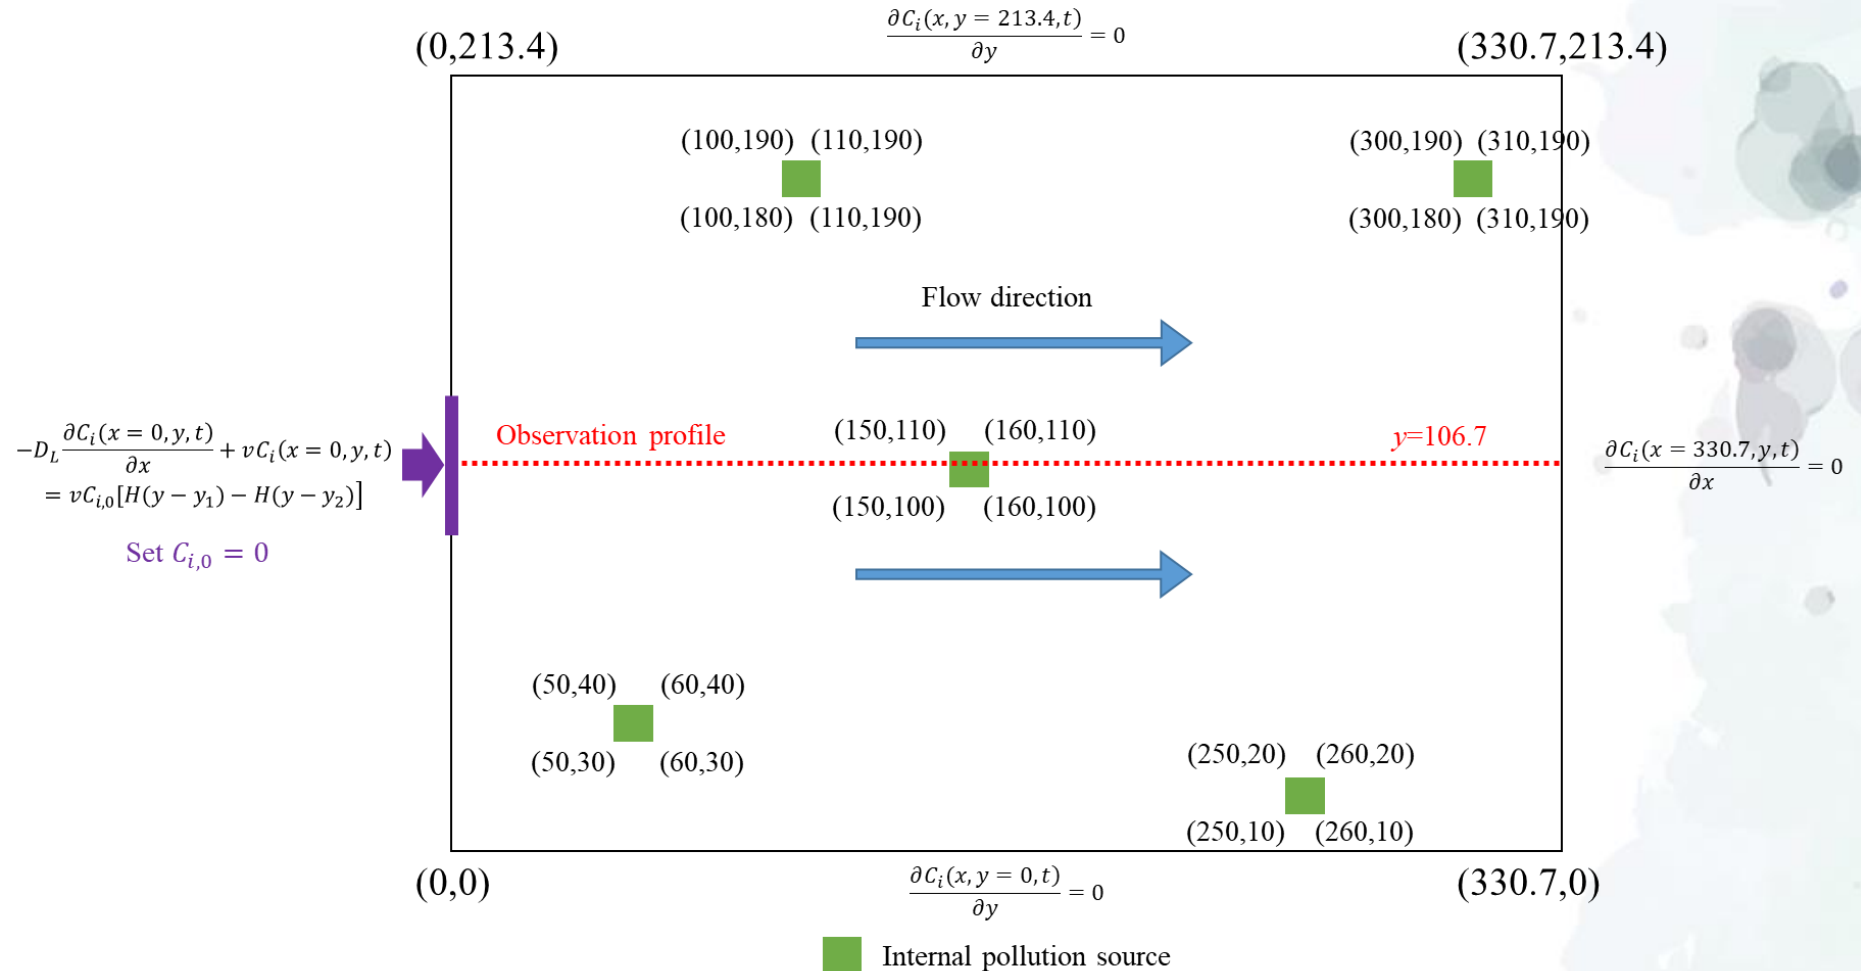 ∂C_i(x, y = 213.4, t)/∂y = 0
(0,213.4)
(330.7,213.4)
(100,190) (110,190)
(300,190) (310,190)
(100,180) (110,190)
(300,180) (310,190)
Flow direction
Observation profile
(150,110) (160,110)
y=106.7
−D_L ∂C_i(x = 0, y, t)/∂x + vC_i(x = 0, y, t)
= vC_{i,0}[H(y − y_1) − H(y − y_2)]
∂C_i(x = 330.7, y, t)/∂x = 0
(150,100) (160,100)
Set C_{i,0} = 0
(50,40) (60,40)
(50,30) (60,30)
(250,20) (260,20)
(250,10) (260,10)
(0,0)
∂C_i(x, y = 0, t)/∂y = 0
(330.7,0)
Internal pollution source